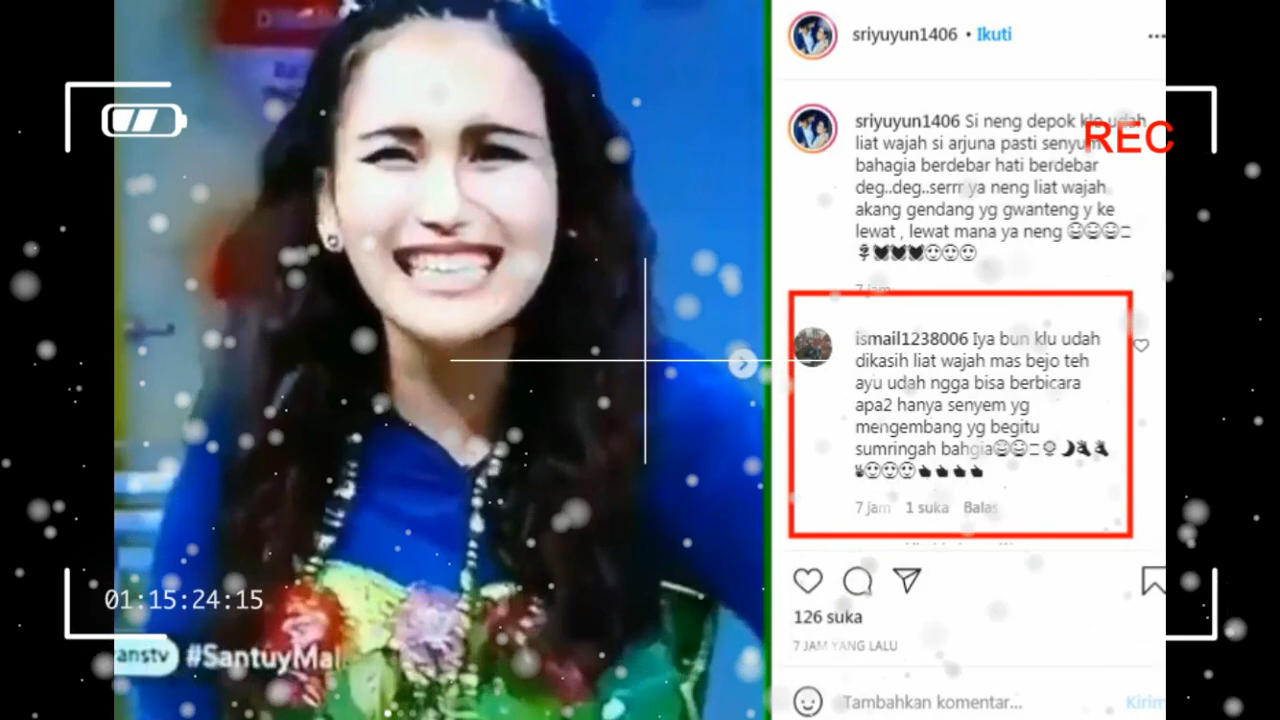 sriyuyun1406 • Ikuti
sriyuyun1406 Si neng depok klo udah
liat wajah si arjuna pasti senyum
bahagia berdebar hati berdebar
deg..deg..serrr ya neng liat wajah
akang gendang yg gwanteng y ke
lewat , lewat mana ya neng
7 jam
REC
ismail1238006 Iya bun klu udah
dikasih liat wajah mas bejo teh
ayu udah ngga bisa berbicara
apa2 hanya senyem yg
mengembang yg begitu
sumringah bahgia
7 jam 1 suka Balas
126 suka
7 JAM YANG LALU
Tambahkan komentar... Kirim
01:15:24:15
anstv #SantuyMal